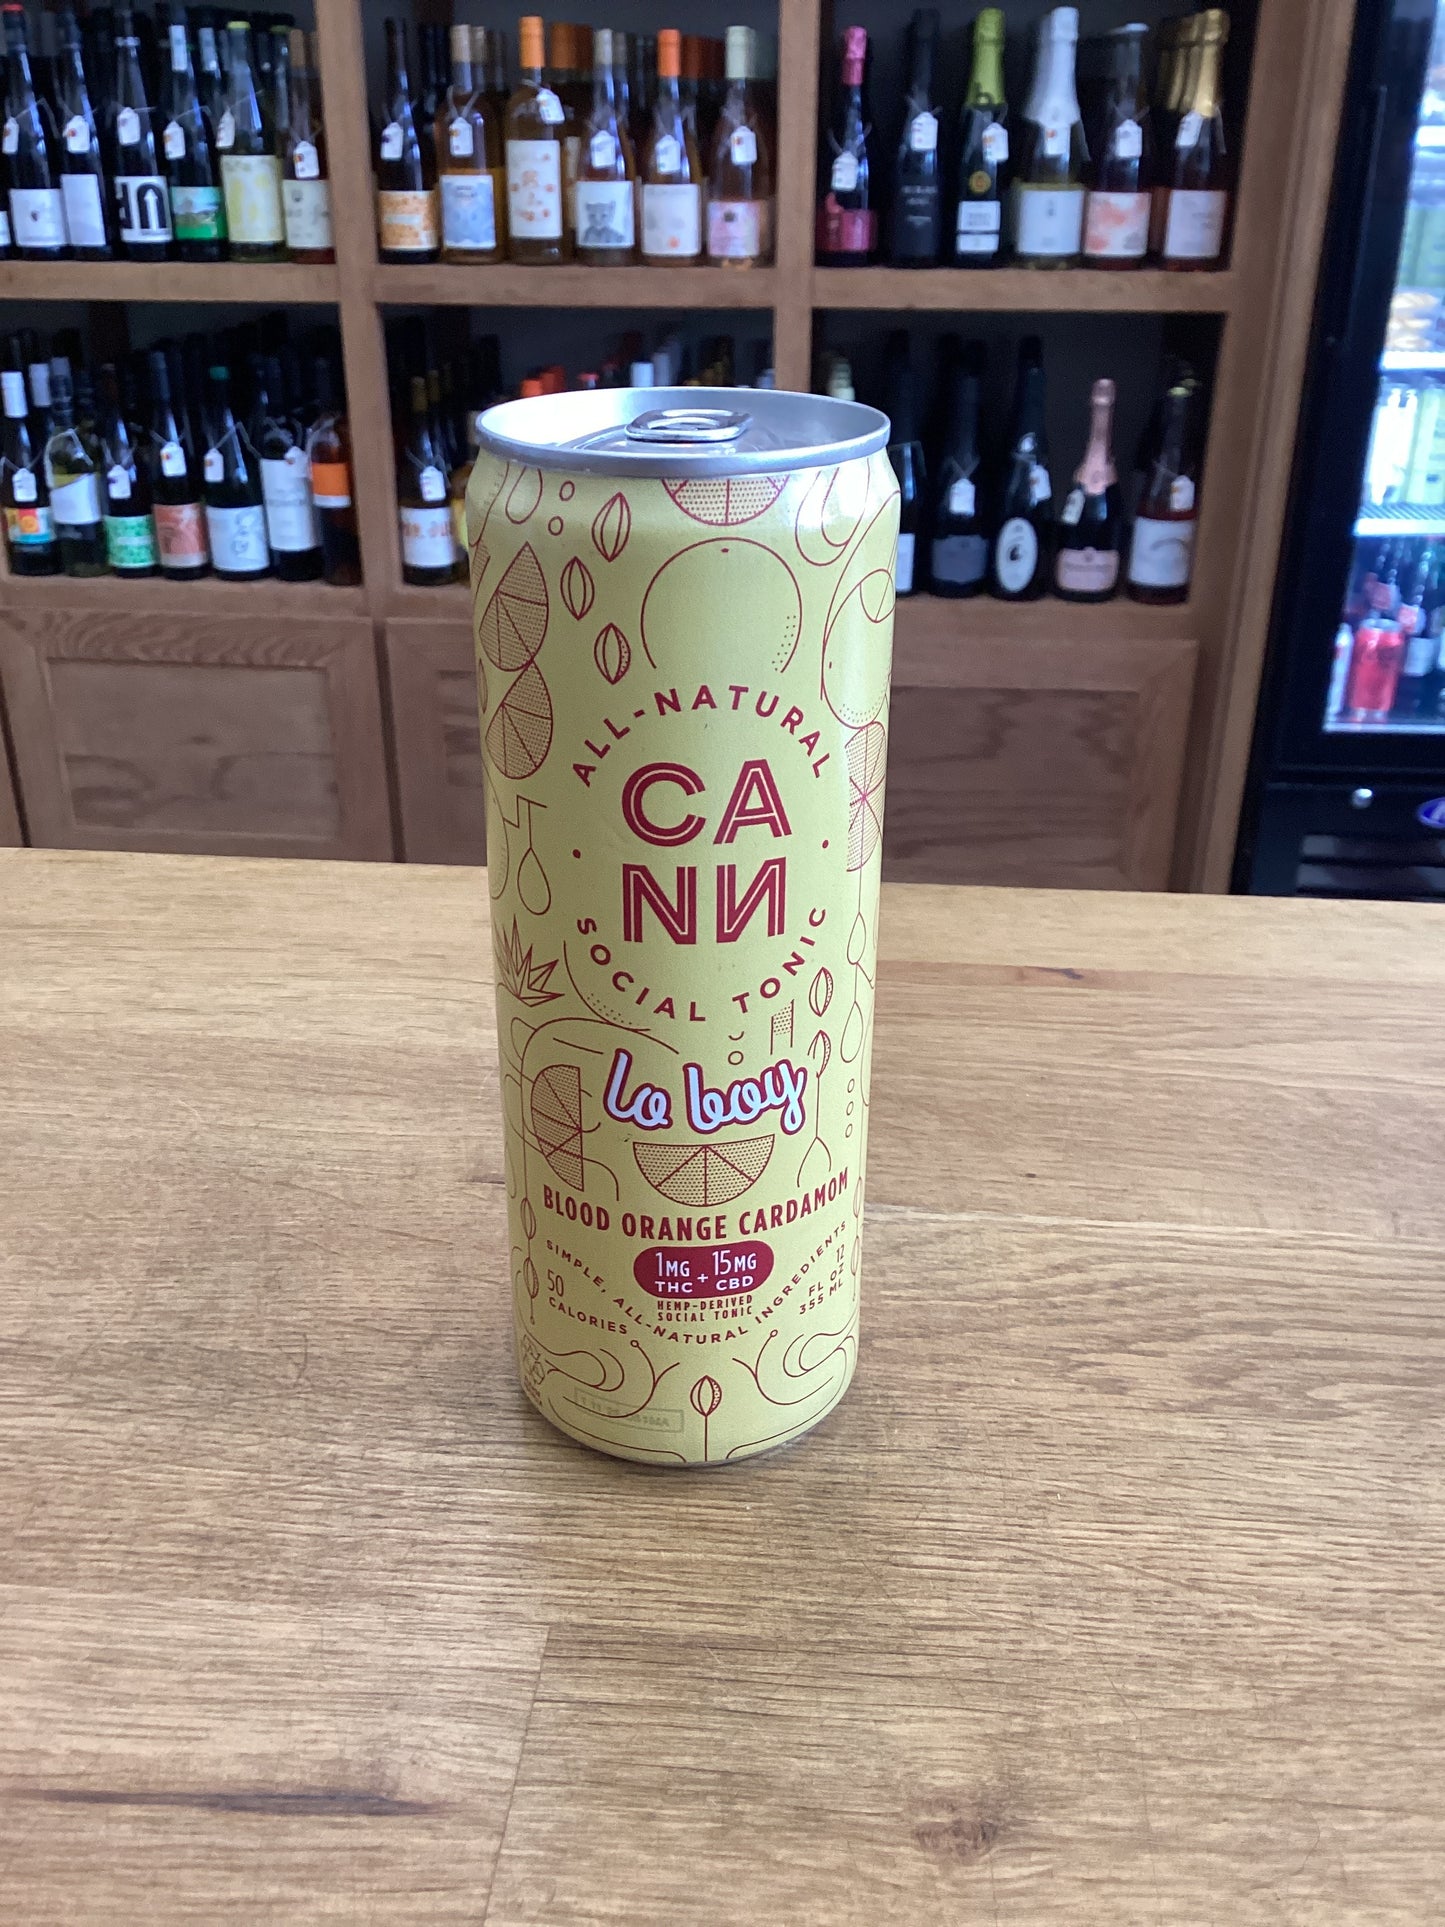 ALL-NATURAL
CA
NN
SOCIAL TONIC
lo boy
BLOOD ORANGE CARDAMOM
1MG THC + 15MG CBD
HEMP-DERIVED
SOCIAL TONIC
SIMPLE, ALL-NATURAL INGREDIENTS
50
CALORIES
12
FL OZ
355 ML